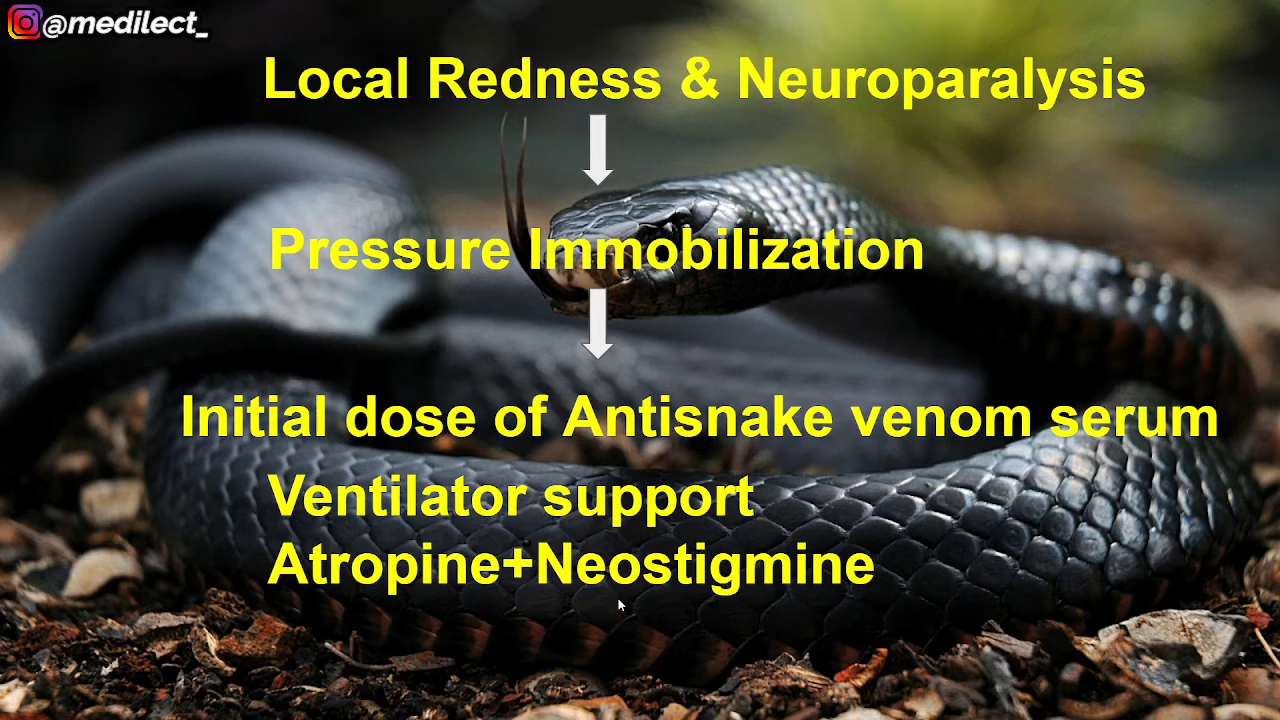 @medilect_
Local Redness & Neuroparalysis
Pressure Immobilization
Initial dose of Antisnake venom serum
Ventilator support
Atropine+Neostigmine